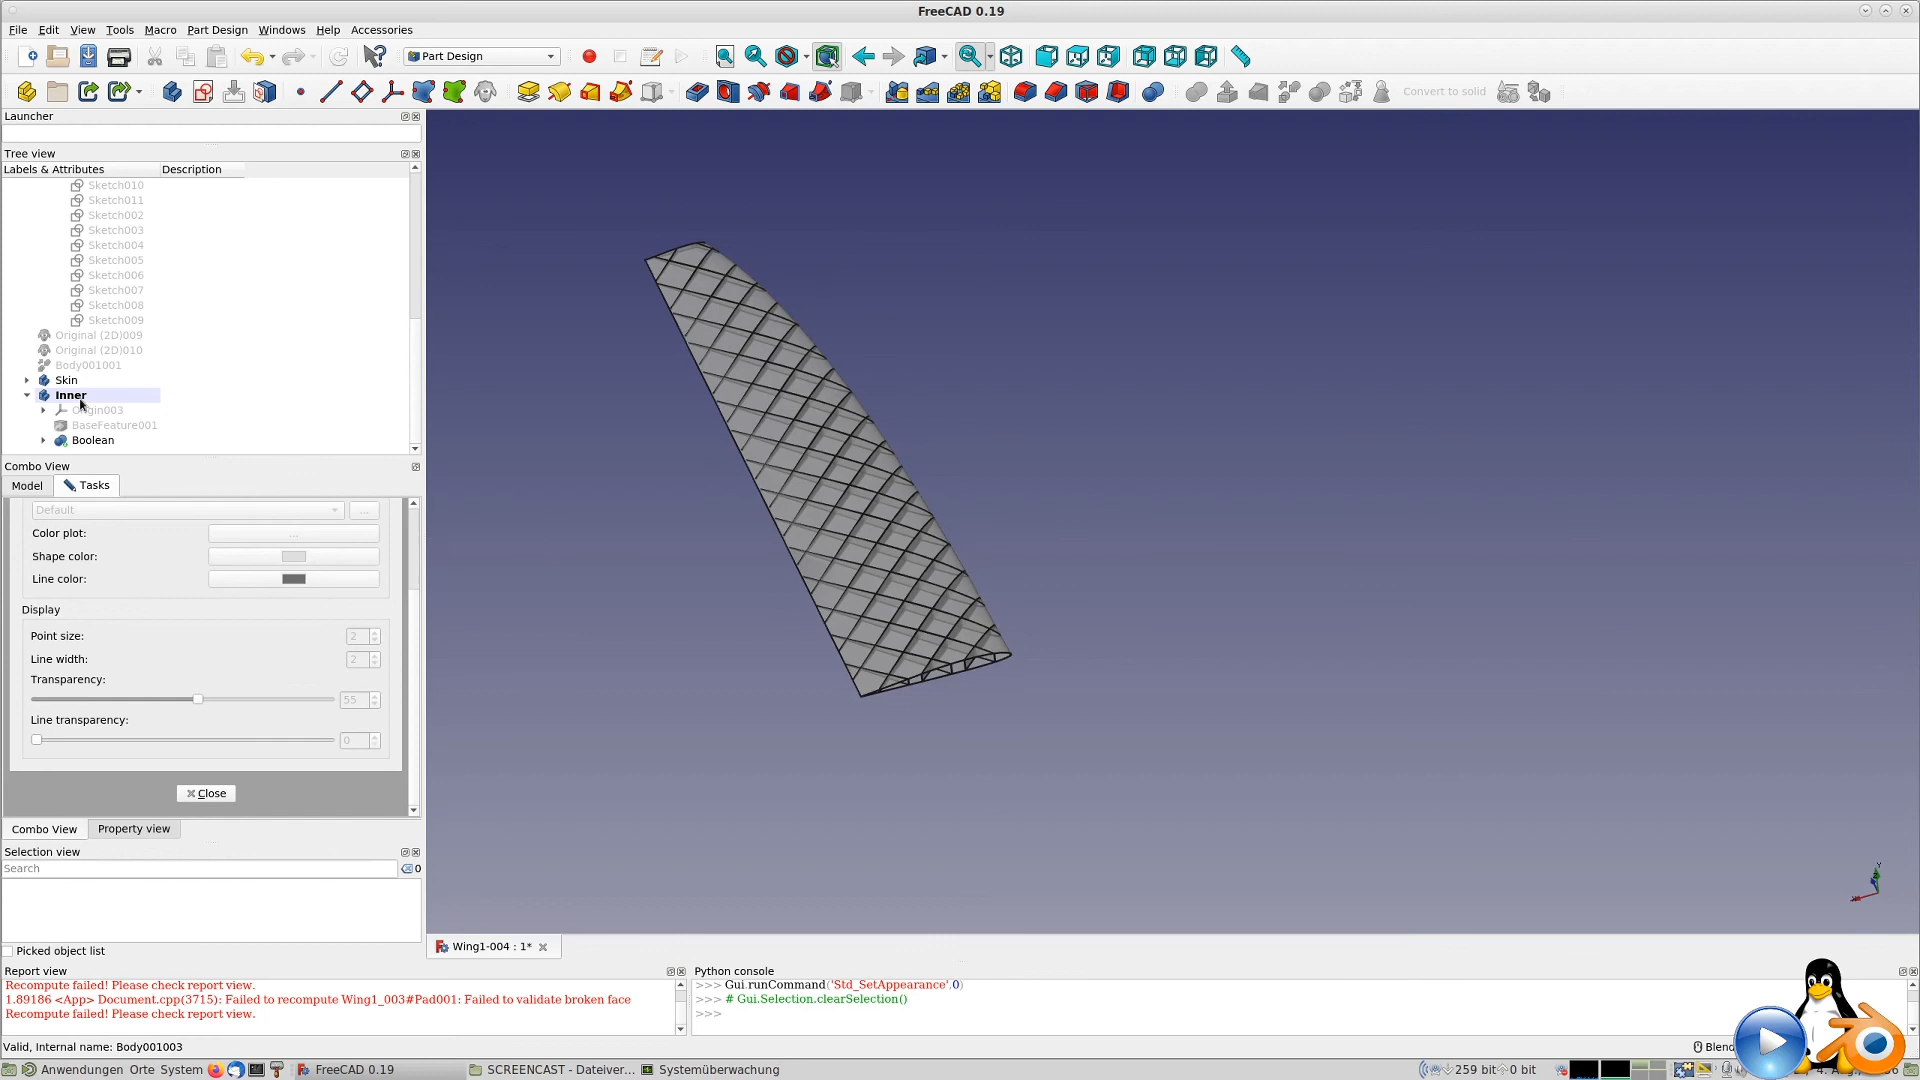 FreeCAD 0.19
File Edit View Tools Macro Part Design Windows Help Accessories
Part Design
Convert to solid
Launcher
Tree view
Labels & Attributes Description
Sketch010
Sketch011
Sketch002
Sketch003
Sketch004
Sketch005
Sketch006
Sketch007
Sketch008
Sketch009
Original (2D)009
Original (2D)010
Body001001
Skin
Inner
Origin003
BaseFeature001
Boolean
Combo View
Model Tasks
Default ...
Color plot: ...
Shape color:
Line color:
Display
Point size: 2
Line width: 2
Transparency:
55
Line transparency:
0
Close
Combo View Property view
Selection view
Search 0
Picked object list
Wing1-004 : 1*
Report view
Recompute failed! Please check report view.
1.89186 <App> Document.cpp(3715): Failed to recompute Wing1_003#Pad001: Failed to validate broken face
Recompute failed! Please check report view.
Python console
>>> Gui.runCommand('Std_SetAppearance',0)
>>> # Gui.Selection.clearSelection()
>>>
Valid, Internal name: Body001003
Anwendungen Orte System FreeCAD 0.19 SCREENCAST - Dateiver... Systemüberwachung 259 bit 0 bit